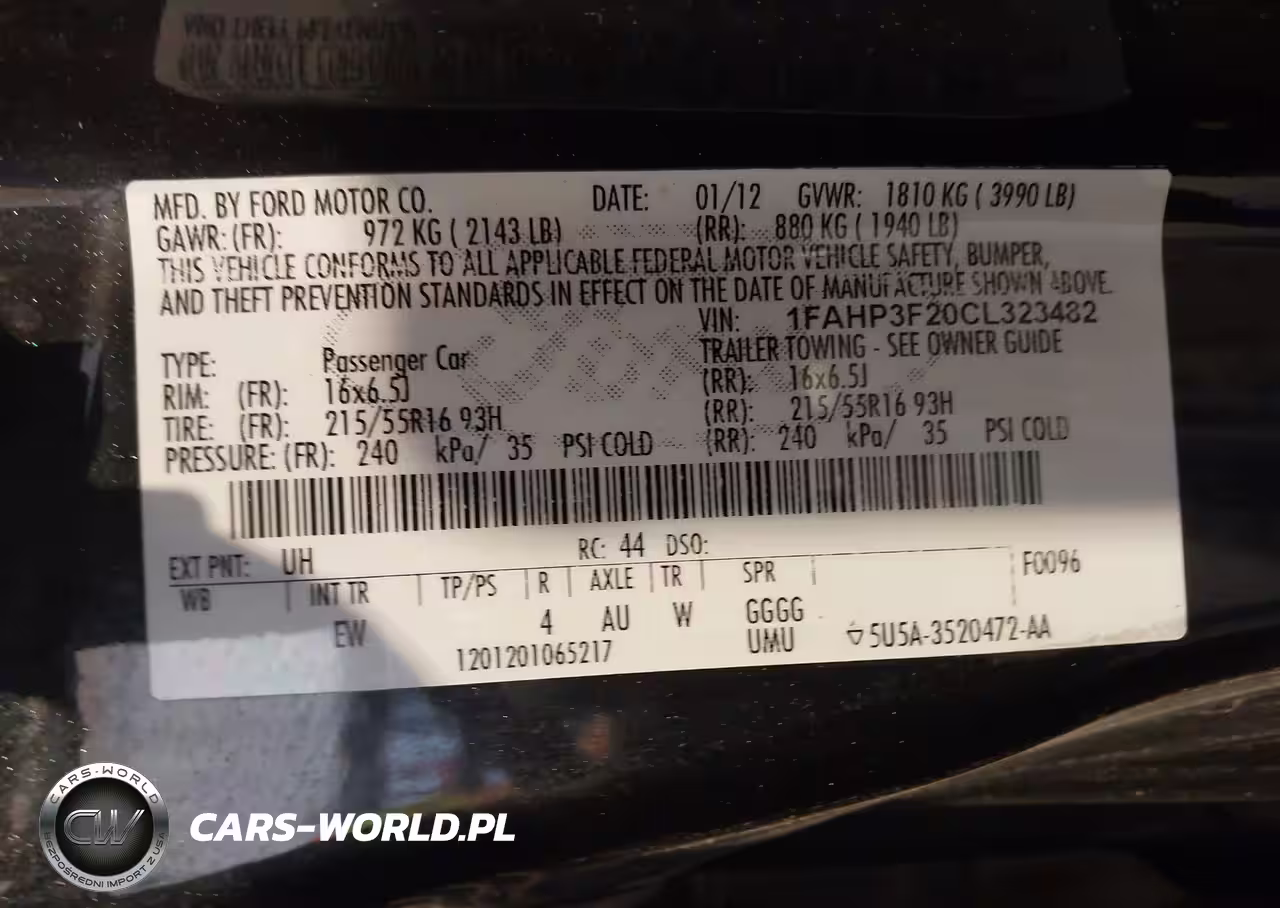 MFD. BY FORD MOTOR CO. DATE: 01/12 GVWR: 1810 KG ( 3990 LB)
GAWR: (FR): 972 KG ( 2143 LB) (RR): 880 KG ( 1940 LB)
THIS VEHICLE CONFORMS TO ALL APPLICABLE FEDERAL MOTOR VEHICLE SAFETY, BUMPER,
AND THEFT PREVENTION STANDARDS IN EFFECT ON THE DATE OF MANUFACTURE SHOWN ABOVE.
VIN: 1FAHP3F20CL323482
TYPE: Passenger Car TRAILER TOWING - SEE OWNER GUIDE
RIM: (FR): 16x6.5J (RR): 16x6.5J
TIRE: (FR): 215/55R16 93H (RR): 215/55R16 93H
PRESSURE: (FR): 240 kPa/ 35 PSI COLD (RR): 240 kPa/ 35 PSI COLD
EXT PNT: UH RC: 44 DSO:
WB INT TR TP/PS R AXLE TR SPR F0096
EW 4 AU W GGGG
1201201065217 UMU 5U5A-3520472-AA
CARS-WORLD
CW
BEZPOŚREDNI IMPORT Z USA
CARS-WORLD.PL